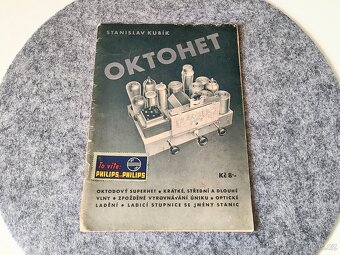 STANISLAV KUBÍK
OKTOHET
To víte:
PHILIPS je PHILIPS
Kč 8·-
OKTODOVÝ SUPERHET • KRÁTKÉ, STŘEDNÍ A DLOUHÉ
VLNY • ZPOŽDĚNÉ VYROVNÁVÁNÍ ÚNIKU • OPTICKÉ
LADĚNÍ • LADICÍ STUPNICE SE JMÉNY STANIC